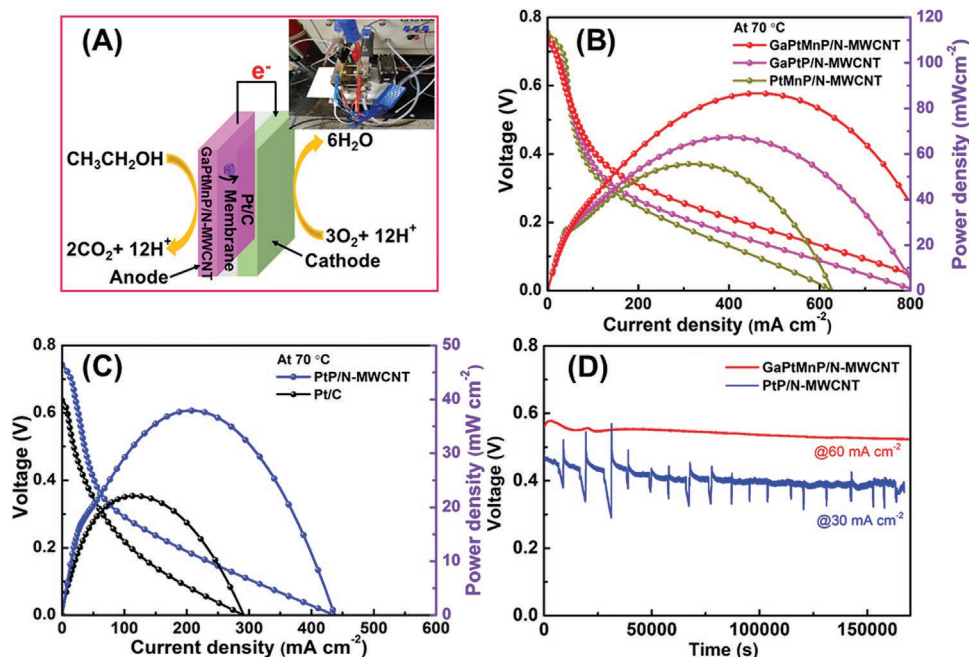 (A)
e⁻
CH₃CH₂OH
6H₂O
GaPtMnP/N-MWCNT
Membrane
Pt/C
2CO₂+ 12H⁺
3O₂+ 12H⁺
Anode
Cathode
(B)
At 70 °C
GaPtMnP/N-MWCNT
GaPtP/N-MWCNT
PtMnP/N-MWCNT
Voltage (V)
0.8
0.6
0.4
0.2
0.0
Power density (mWcm⁻²)
120
100
80
60
40
20
0
0 200 400 600 800
Current density (mA cm⁻²)
(C)
At 70 °C
PtP/N-MWCNT
Pt/C
Voltage (V)
0.8
0.6
0.4
0.2
0.0
Power density (mW cm⁻²)
50
40
30
20
10
0
0 100 200 300 400 500 600
Current density (mA cm⁻²)
(D)
GaPtMnP/N-MWCNT
PtP/N-MWCNT
@60 mA cm⁻²
@30 mA cm⁻²
Voltage (V)
0.8
0.6
0.4
0.2
0.0
0 50000 100000 150000
Time (s)